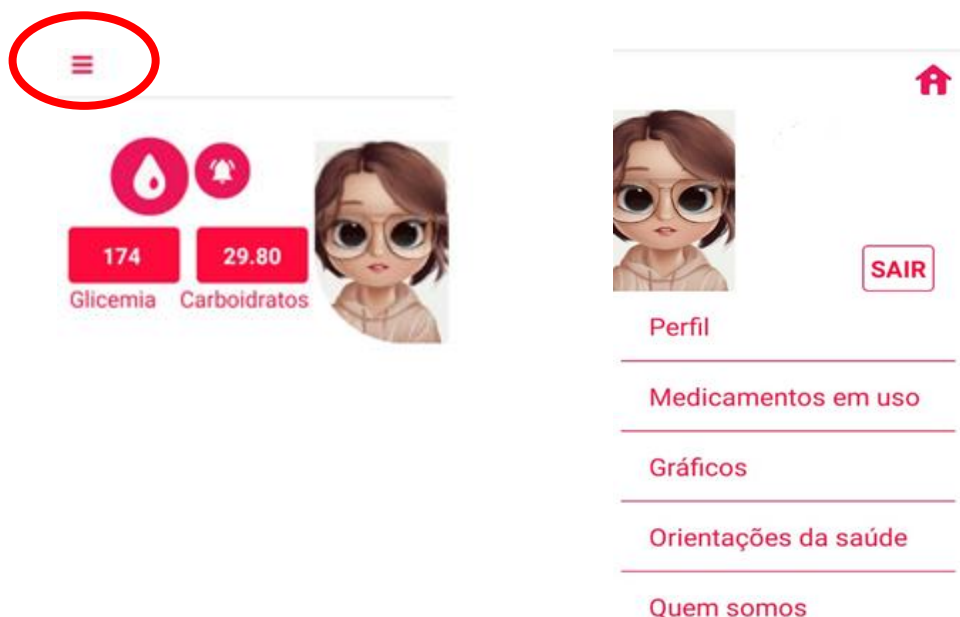 174
29.80
Glicemia
Carboidratos
SAIR
Perfil
Medicamentos em uso
Gráficos
Orientações da saúde
Quem somos